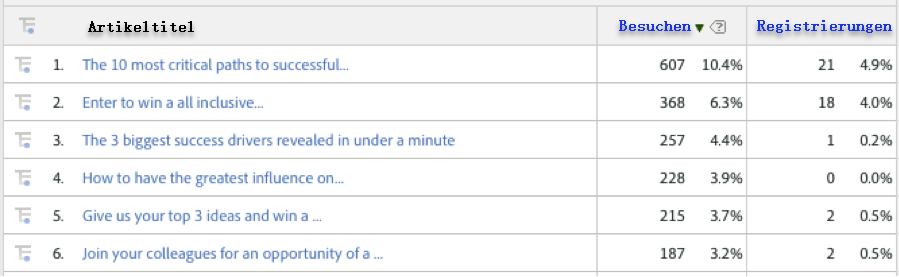 Artikeltitel Besuchen Registrierungen
1. The 10 most critical paths to successful... 607 10.4% 21 4.9%
2. Enter to win a all inclusive... 368 6.3% 18 4.0%
3. The 3 biggest success drivers revealed in under a minute 257 4.4% 1 0.2%
4. How to have the greatest influence on... 228 3.9% 0 0.0%
5. Give us your top 3 ideas and win a ... 215 3.7% 2 0.5%
6. Join your colleagues for an opportunity of a ... 187 3.2% 2 0.5%